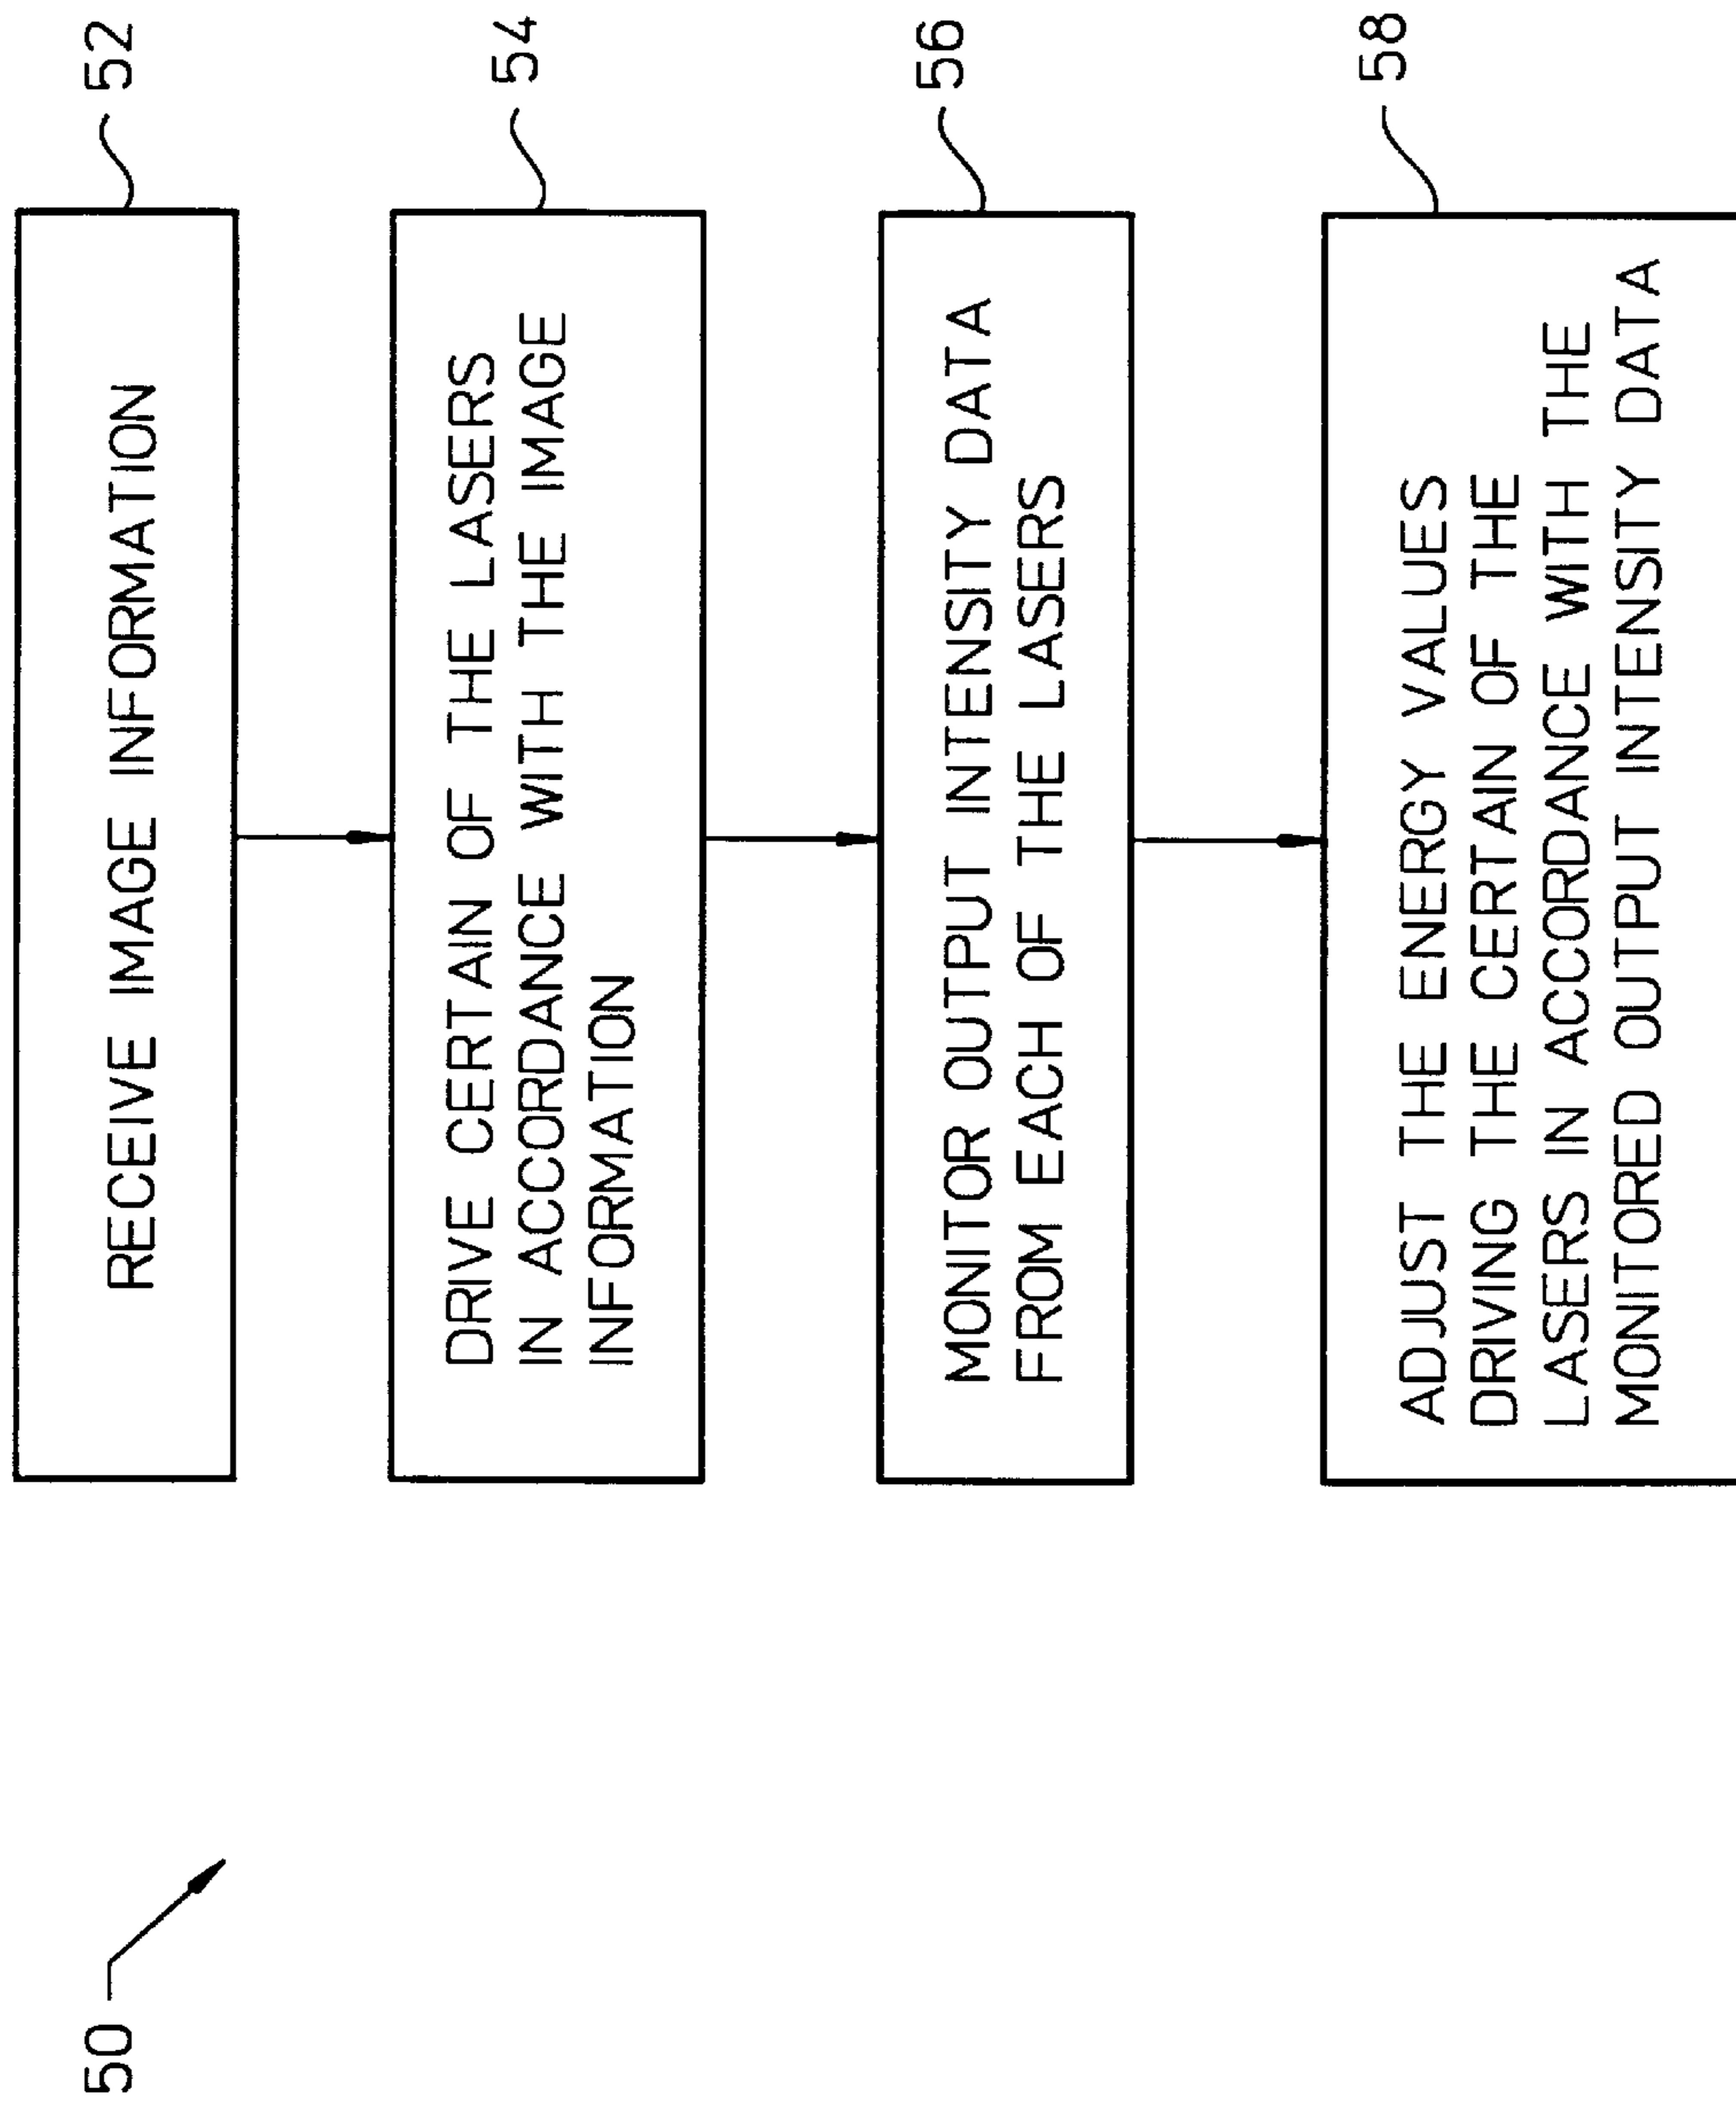 50
RECEIVE IMAGE INFORMATION
52
DRIVE CERTAIN OF THE LASERS
IN ACCORDANCE WITH THE IMAGE
INFORMATION
54
MONITOR OUTPUT INTENSITY DATA
FROM EACH OF THE LASERS
56
ADJUST THE ENERGY VALUES
DRIVING THE CERTAIN OF THE
LASERS IN ACCORDANCE WITH THE
MONITORED OUTPUT INTENSITY DATA
58